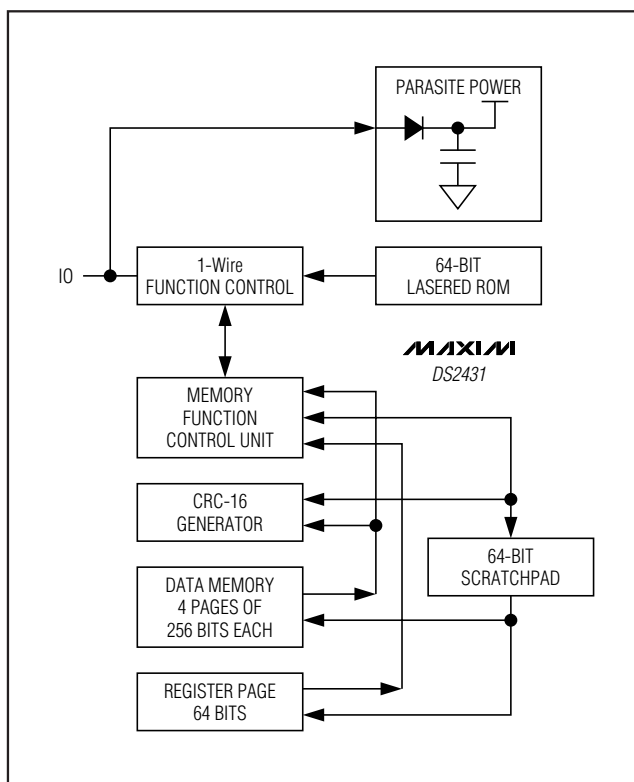 PARASITE POWER
IO
1-Wire
FUNCTION CONTROL
64-BIT
LASERED ROM
MAXIM
DS2431
MEMORY
FUNCTION
CONTROL UNIT
CRC-16
GENERATOR
64-BIT
SCRATCHPAD
DATA MEMORY
4 PAGES OF
256 BITS EACH
REGISTER PAGE
64 BITS